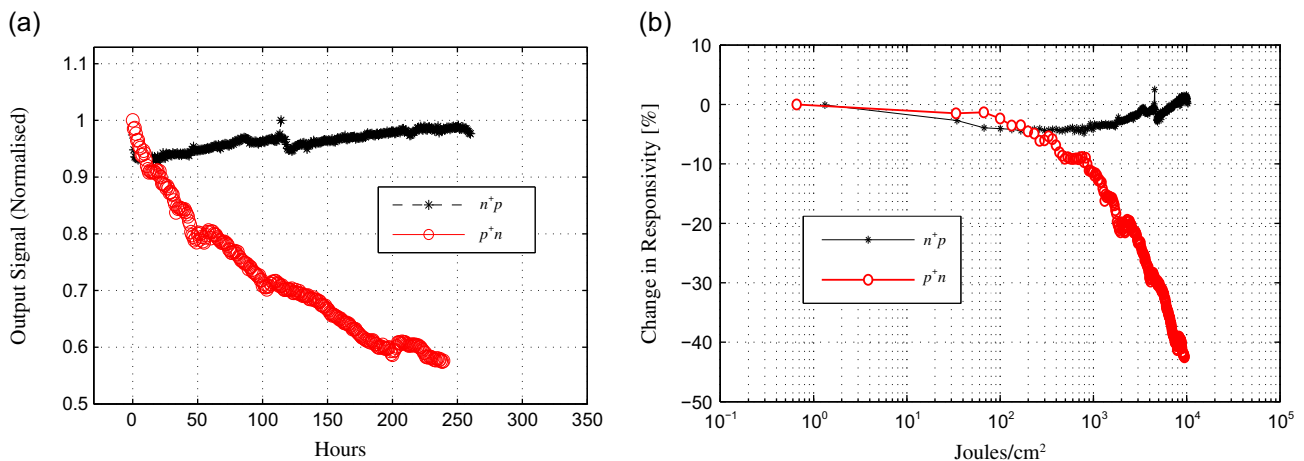 (a)
Output Signal (Normalised)
1.1
1
0.9
0.8
0.7
0.6
0.5
0 50 100 150 200 250 300 350
Hours
n⁺p
p⁺n
(b)
Change in Responsivity [%]
10
0
−10
−20
−30
−40
−50
10⁻¹ 10⁰ 10¹ 10² 10³ 10⁴ 10⁵
Joules/cm²
n⁺p
p⁺n